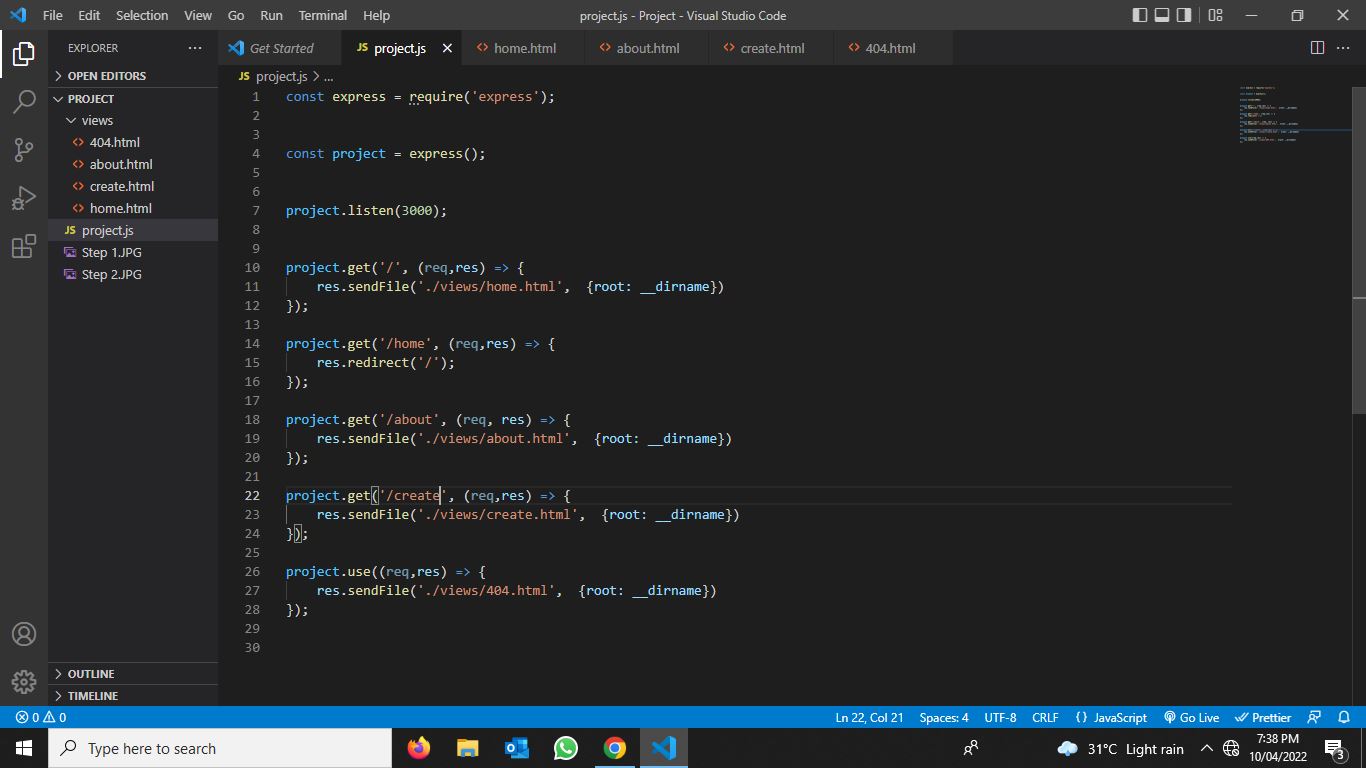 File Edit Selection View Go Run Terminal Help project.js - Project - Visual Studio Code
EXPLORER
OPEN EDITORS
PROJECT
views
404.html
about.html
create.html
home.html
JS project.js
Step 1.JPG
Step 2.JPG
OUTLINE
TIMELINE
Get Started JS project.js home.html about.html create.html 404.html
JS project.js > ...
1 const express = require('express');
2
3
4 const project = express();
5
6
7 project.listen(3000);
8
9
10 project.get('/', (req,res) => {
11 res.sendFile('./views/home.html', {root: __dirname})
12 });
13
14 project.get('/home', (req,res) => {
15 res.redirect('/');
16 });
17
18 project.get('/about', (req, res) => {
19 res.sendFile('./views/about.html', {root: __dirname})
20 });
21
22 project.get('/create', (req,res) => {
23 res.sendFile('./views/create.html', {root: __dirname})
24 });
25
26 project.use((req,res) => {
27 res.sendFile('./views/404.html', {root: __dirname})
28 });
29
30
0 0 Ln 22, Col 21 Spaces: 4 UTF-8 CRLF {} JavaScript Go Live Prettier
Type here to search 31°C Light rain 7:38 PM
10/04/2022 3